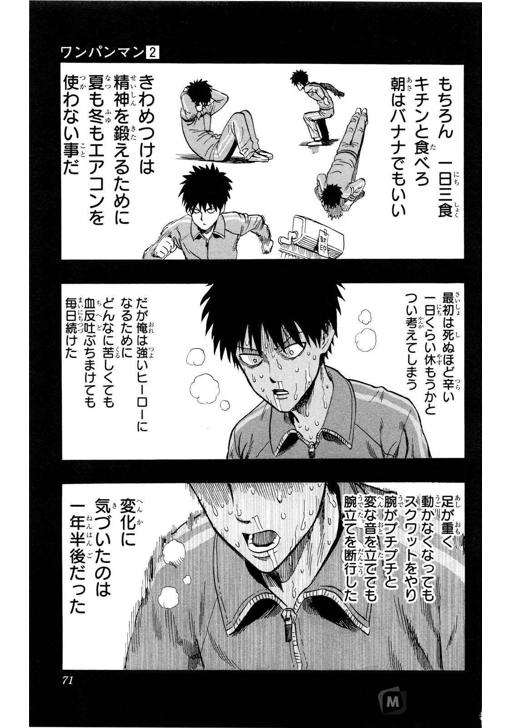 ワンパンマン2
もちろん 一日三食
キチンと食べろ
朝はバナナでもいい
きわめつけは
精神を鍛えるために
夏も冬もエアコンを
使わない事だ
最初は死ぬほど辛い
一日くらい休もうかと
つい考えてしまう
だが俺は強いヒーローに
なるために
どんなに苦しくても
血反吐ぶちまけても
毎日続けた
足が重く
動かなくなっても
スクワットをやり
腕がプチプチと
変な音を立てても
腕立てを断行した
変化に
気づいたのは
一年半後だった
71
M